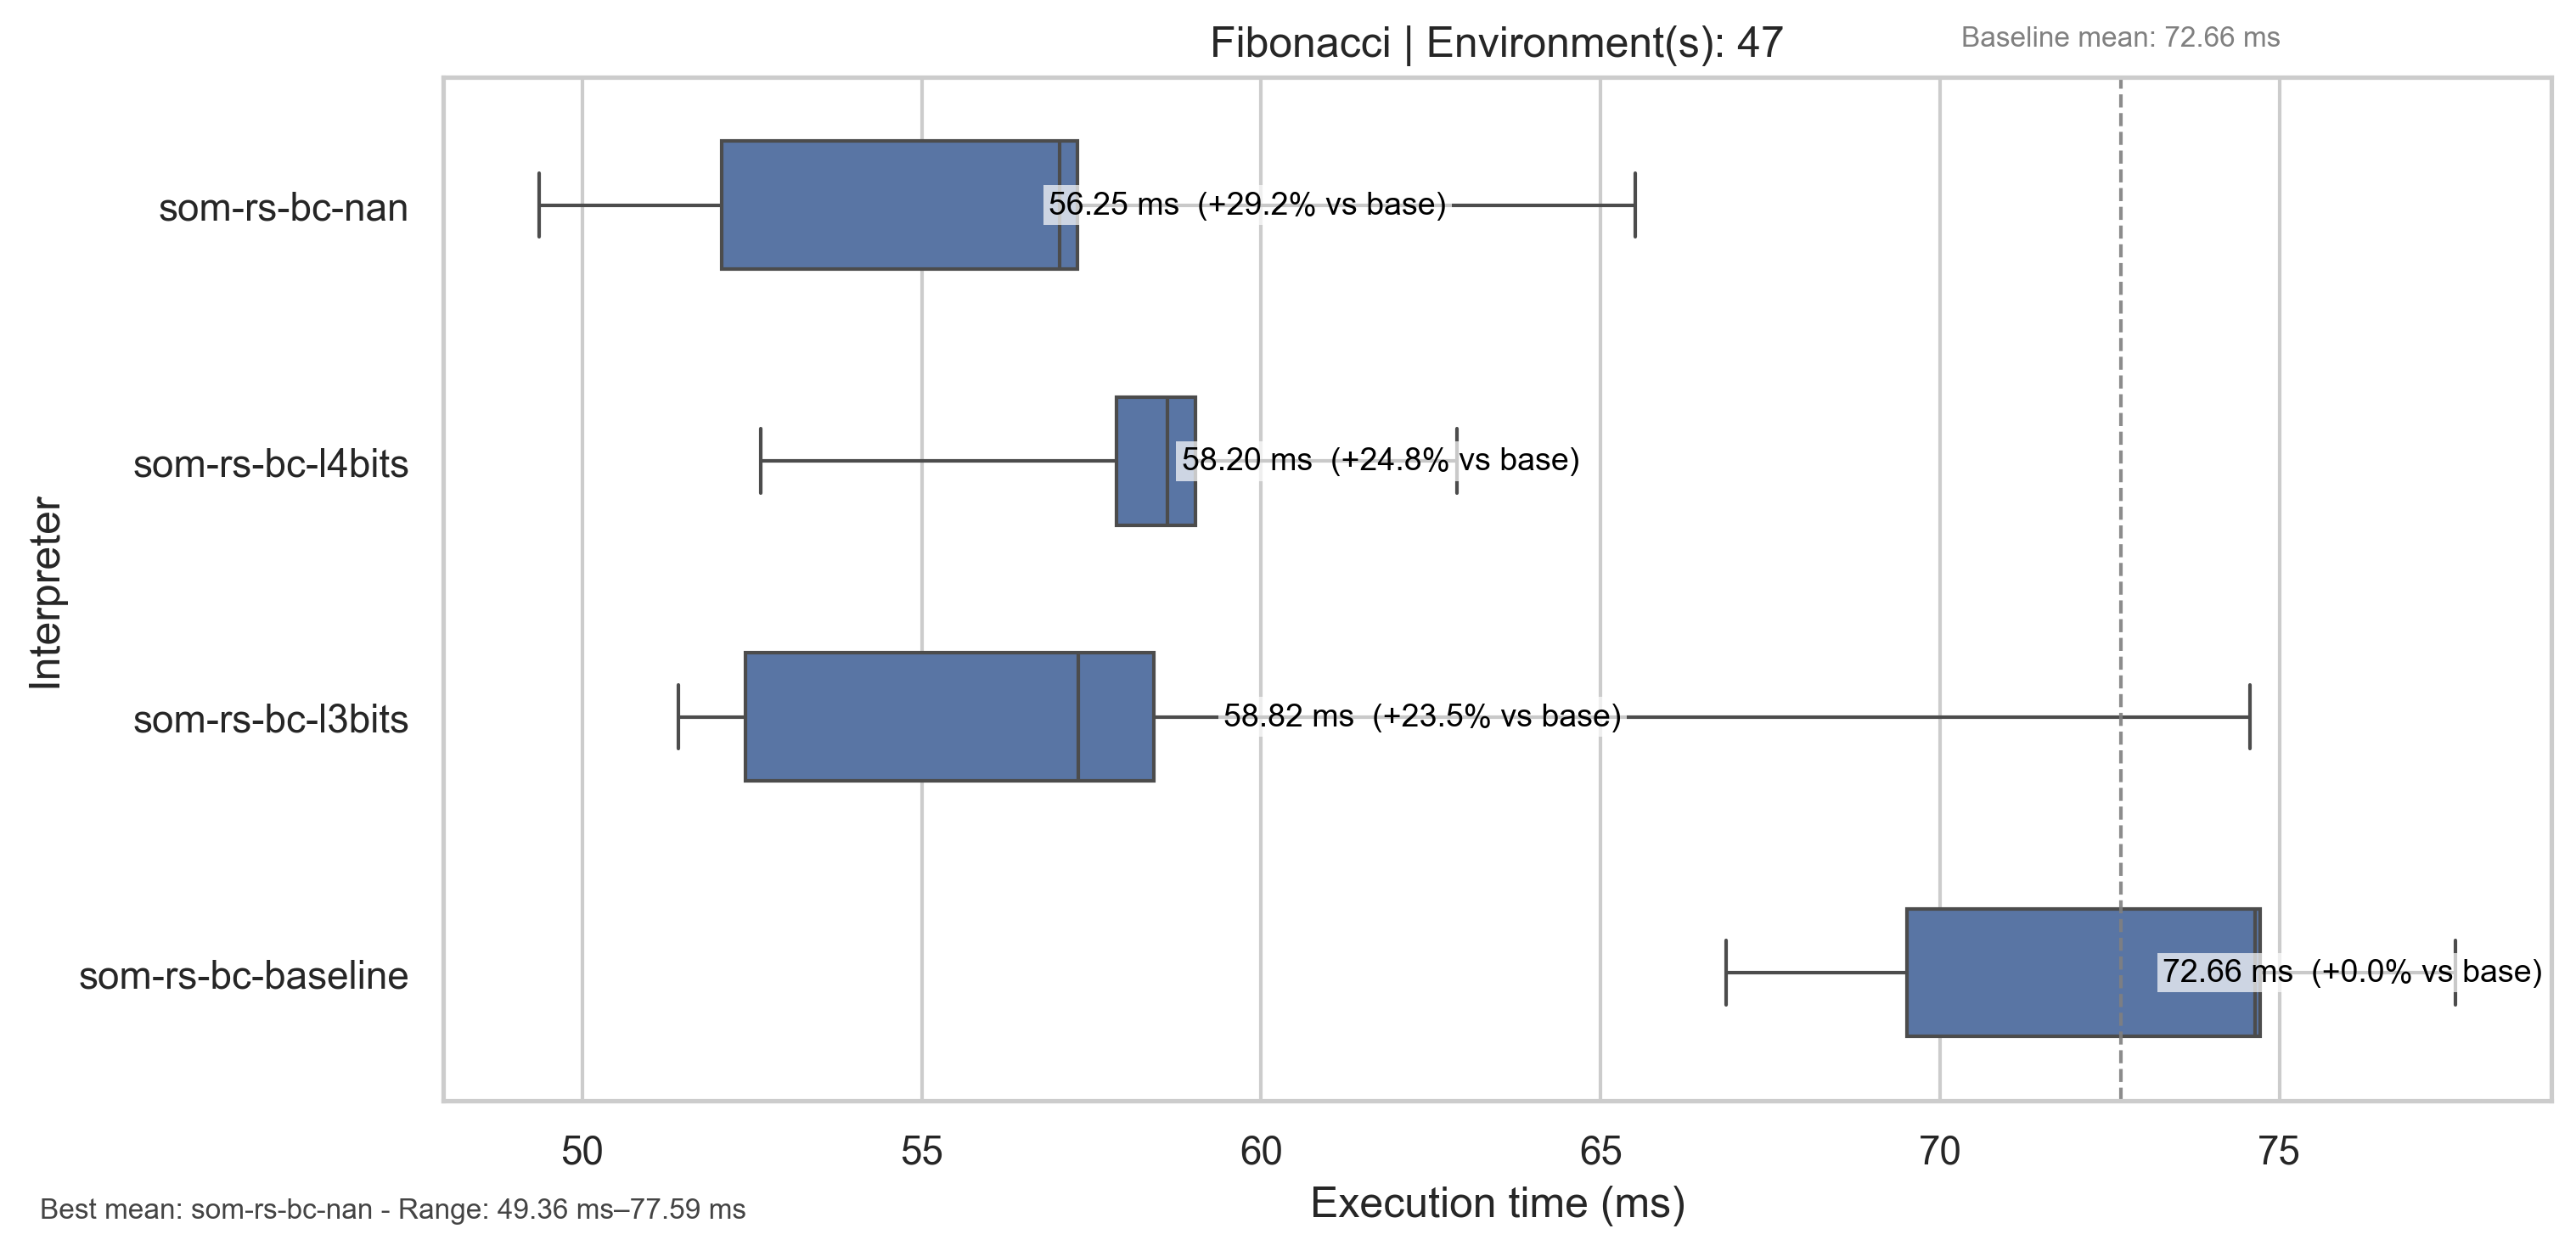 Fibonacci | Environment(s): 47
Baseline mean: 72.66 ms
Interpreter
som-rs-bc-nan
56.25 ms (+29.2% vs base)
som-rs-bc-l4bits
58.20 ms (+24.8% vs base)
som-rs-bc-l3bits
58.82 ms (+23.5% vs base)
som-rs-bc-baseline
72.66 ms (+0.0% vs base)
50 55 60 65 70 75
Execution time (ms)
Best mean: som-rs-bc-nan - Range: 49.36 ms–77.59 ms